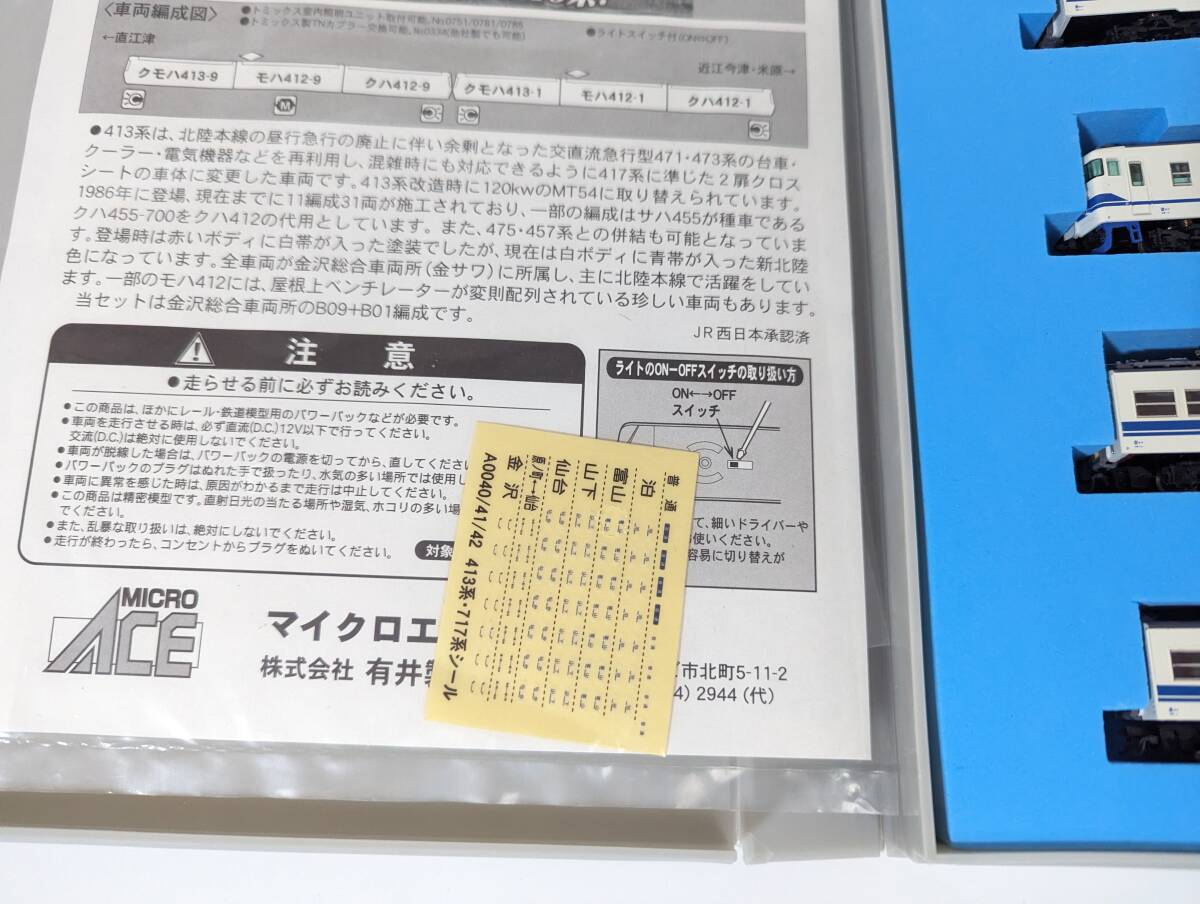 〈車両編成図〉
●トミックス室内照明ユニット取付可能。No0751/0781/0786
●トミックス製TNカプラー交換可能。No0334(他社製でも可能)
●ライトスイッチ付(ON⇔OFF)
←直江津
近江今津・米原→
クモハ413-9
モハ412-9
クハ412-9
クモハ413-1
モハ412-1
クハ412-1
C
M
C
C
C
●413系は、北陸本線の昼行急行の廃止に伴い余剰となった交直流急行型471・473系の台車・
クーラー・電気機器などを再利用し、混雑時にも対応できるように417系に準じた2扉クロス
シートの車体に変更した車両です。413系改造時に120kwのMT54に取り替えられています。
1986年に登場、現在までに11編成31両が施工されており、一部の編成はサハ455が種車である
クハ455-700をクハ412の代用としています。また、475・457系との併結も可能となっていま
す。登場時は赤いボディに白帯が入った塗装でしたが、現在は白ボディに青帯が入った新北陸
色になっています。全車両が金沢総合車両所(金サワ)に所属し、主に北陸本線で活躍をしてい
ます。一部のモハ412には、屋根上ベンチレーターが変則配列されている珍しい車両もあります。
当セットは金沢総合車両所のB09+B01編成です。
JR西日本承認済
注意
●走らせる前に必ずお読みください。
●この商品は、ほかにレール・鉄道模型用のパワーパックなどが必要です。
●車両を走行させる時は、必ず直流(D.C.)12V以下で行ってください。
交流(D.C.)は絶対に使用しないでください。
●車両が脱線した場合は、パワーパックの電源を切ってから、直してくださ
●パワーパックのプラグはぬれた手で扱ったり、水気の多い場所では使用し
●車両に異常を感じた時は、原因がわかるまで走行は中止してください。
●この商品は精密模型です。直射日光の当たる場所や湿気、ホコリの多い場
でください。
●また、乱暴な取り扱いは、絶対にしないでください。
●走行が終わったら、コンセントからプラグをぬいてください。
対象
ライトのON-OFFスイッチの取り扱い方
ON←→OFF
スイッチ
て、細いドライバーや
使いください。
容易に切り替えが
MICRO
ACE
マイクロエ
株式会社 有井製
市北町5-11-2
4) 2944 (代)
普通
泊
富山
山下
仙台
原ノ町⟷仙台
金沢
A0040/41/42 413系・717系シール